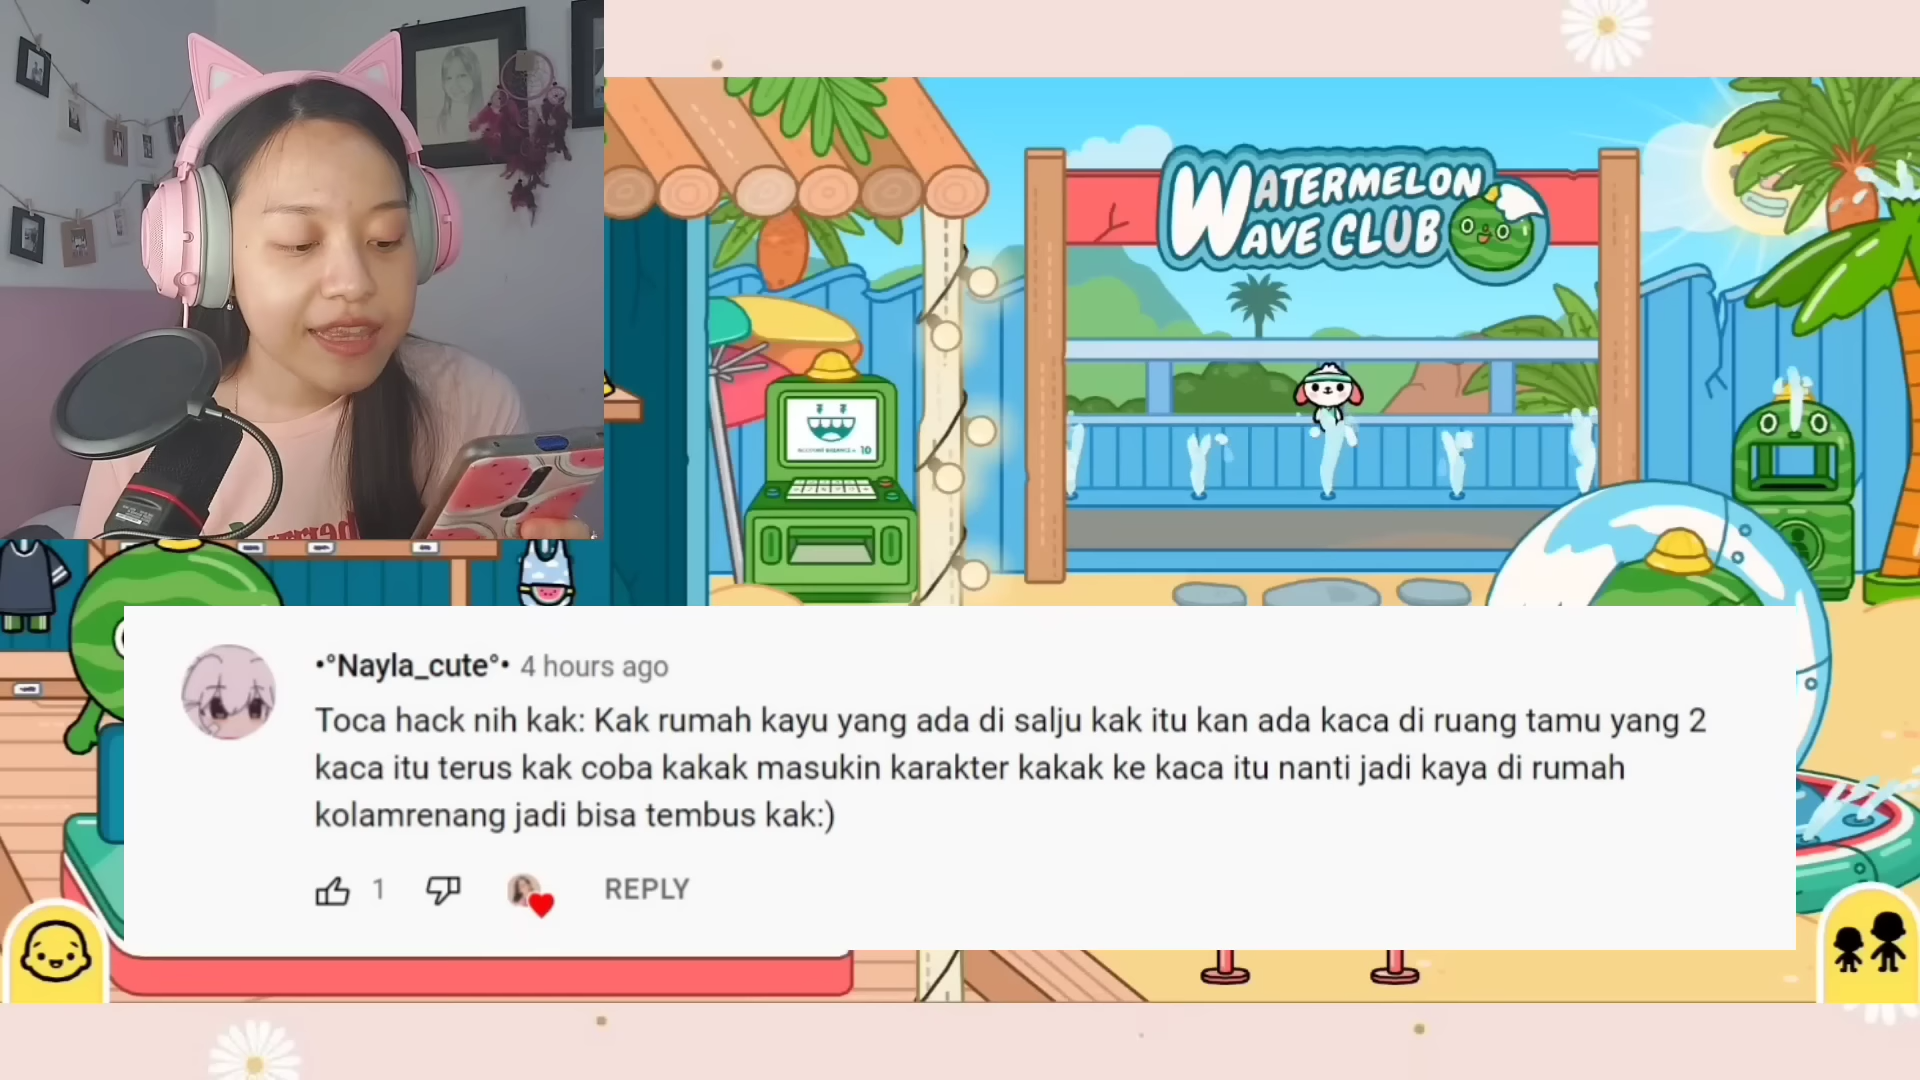 WATERMELON
WAVE CLUB
10
•°Nayla_cute°• 4 hours ago
Toca hack nih kak: Kak rumah kayu yang ada di salju kak itu kan ada kaca di ruang tamu yang 2
kaca itu terus kak coba kakak masukin karakter kakak ke kaca itu nanti jadi kaya di rumah
kolamrenang jadi bisa tembus kak:)
1
REPLY